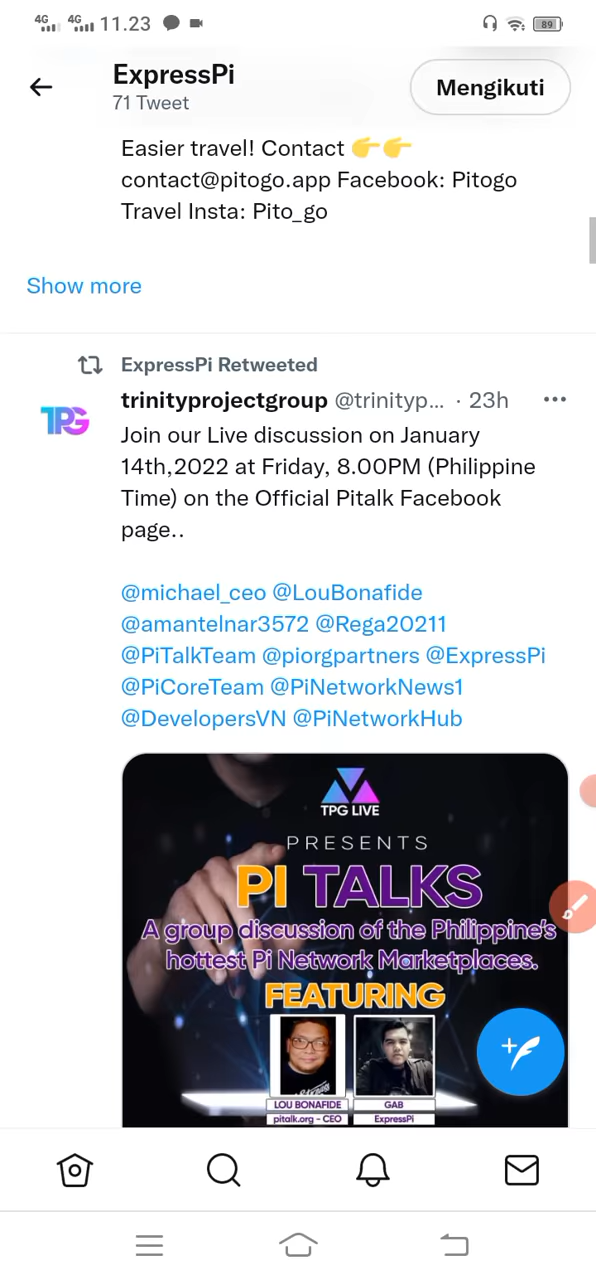 4G 4G 11.23 89
ExpressPi
71 Tweet
Mengikuti
Easier travel! Contact 👉👉
contact@pitogo.app Facebook: Pitogo
Travel Insta: Pito_go
Show more
ExpressPi Retweeted
TPG
trinityprojectgroup @trinityp... · 23h
Join our Live discussion on January
14th,2022 at Friday, 8.00PM (Philippine
Time) on the Official Pitalk Facebook
page..
@michael_ceo @LouBonafide
@amantelnar3572 @Rega20211
@PiTalkTeam @piorgpartners @ExpressPi
@PiCoreTeam @PiNetworkNews1
@DevelopersVN @PiNetworkHub
TPG LIVE
PRESENTS
PI TALKS
A group discussion of the Philippine's
hottest Pi Network Marketplaces.
FEATURING
LOU BONAFIDE GAB
pitalk.org - CEO ExpressPi